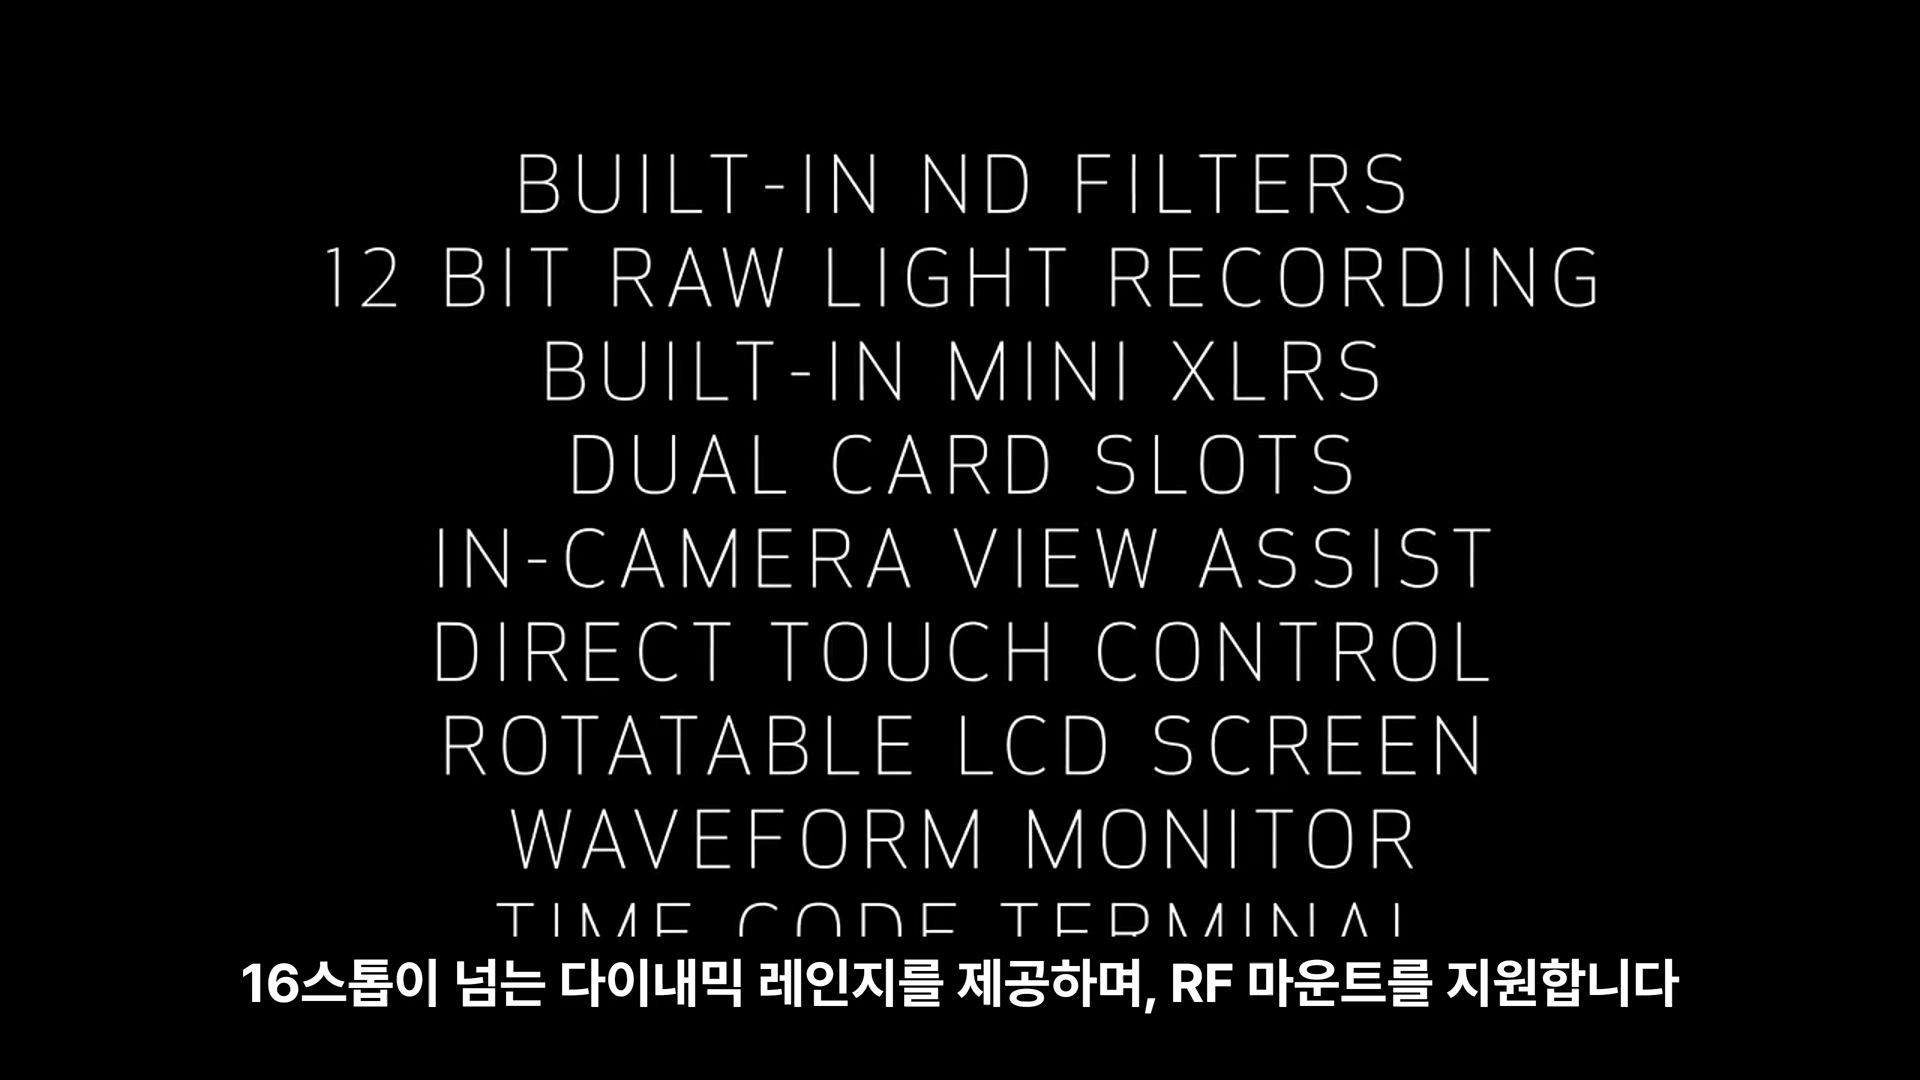 BUILT-IN ND FILTERS
12 BIT RAW LIGHT RECORDING
BUILT-IN MINI XLRS
DUAL CARD SLOTS
IN-CAMERA VIEW ASSIST
DIRECT TOUCH CONTROL
ROTATABLE LCD SCREEN
WAVEFORM MONITOR
TIME CODE TERMINAL
16스톱이 넘는 다이내믹 레인지를 제공하며, RF 마운트를 지원합니다